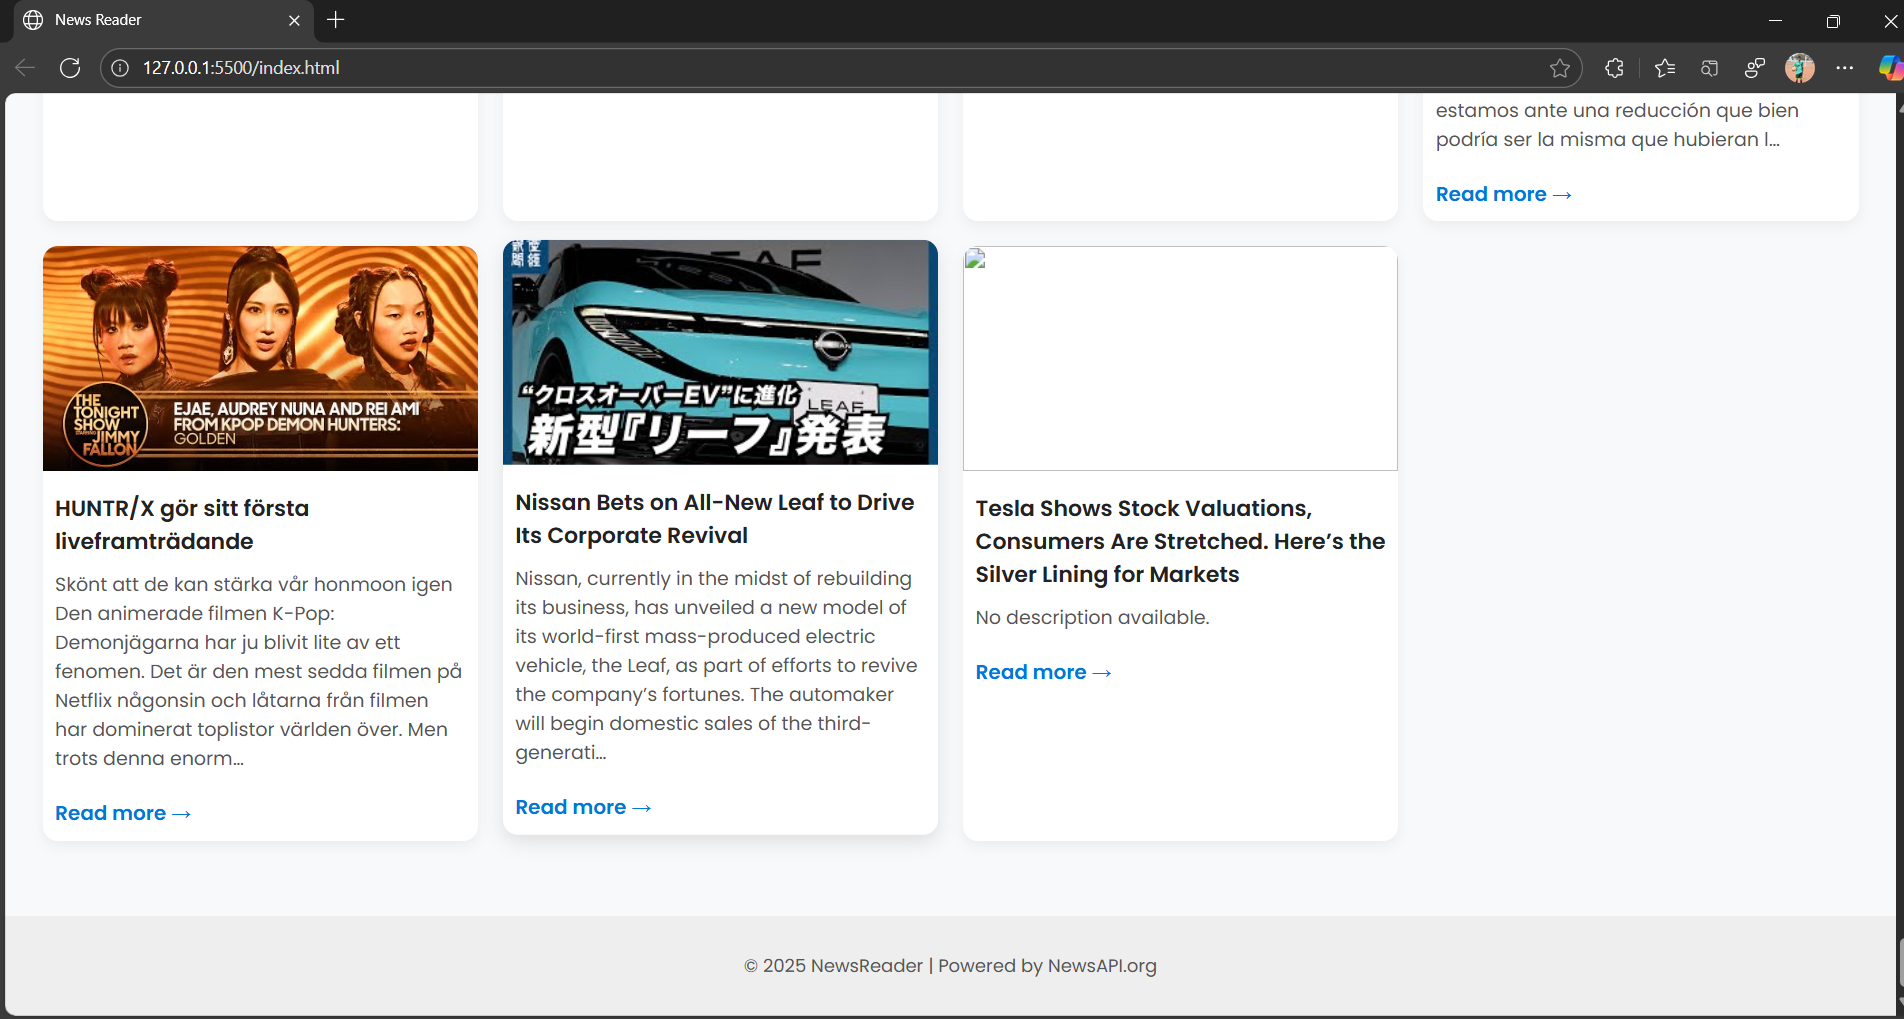 News Reader
127.0.0.1:5500/index.html
estamos ante una reducción que bien
podría ser la misma que hubieran l...
Read more →
THE
TONIGHT
SHOW
STARRING
JIMMY
FALLON
EJAE, AUDREY NUNA AND REI AMI
FROM KPOP DEMON HUNTERS:
GOLDEN
HUNTR/X gör sitt första
liveframträdande
Skönt att de kan stärka vår honmoon igen
Den animerade filmen K-Pop:
Demonjägarna har ju blivit lite av ett
fenomen. Det är den mest sedda filmen på
Netflix någonsin och låtarna från filmen
har dominerat toplistor världen över. Men
trots denna enorm...
Read more →
LEAF
“クロスオーバーEV”に進化
LEAF
新型『リーフ』発表
Nissan Bets on All-New Leaf to Drive
Its Corporate Revival
Nissan, currently in the midst of rebuilding
its business, has unveiled a new model of
its world-first mass-produced electric
vehicle, the Leaf, as part of efforts to revive
the company’s fortunes. The automaker
will begin domestic sales of the third-
generati...
Read more →
Tesla Shows Stock Valuations,
Consumers Are Stretched. Here’s the
Silver Lining for Markets
No description available.
Read more →
© 2025 NewsReader | Powered by NewsAPI.org